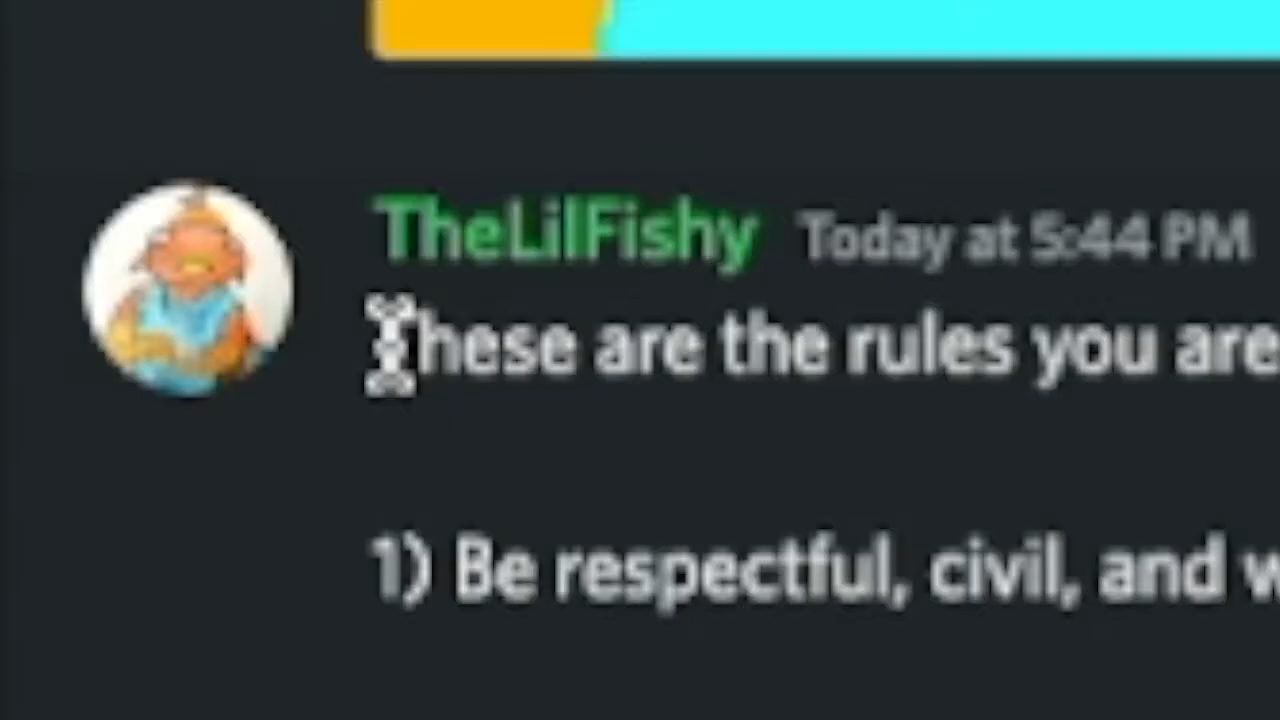 TheLilFishy Today at 5:44 PM
These are the rules you are
1) Be respectful, civil, and